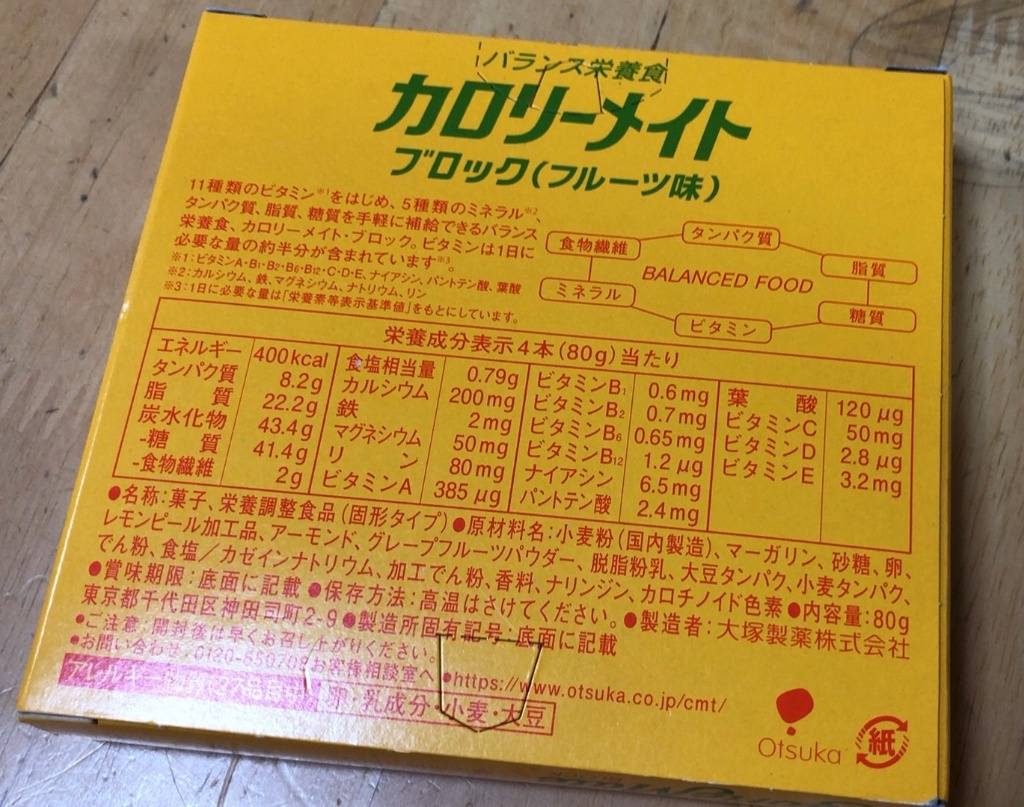 バランス栄養食
カロリーメイト
ブロック(フルーツ味)
11種類のビタミン※1をはじめ、5種類のミネラル※2、
タンパク質、脂質、糖質を手軽に補給できるバランス
栄養食、カロリーメイト・ブロック。ビタミンは1日に
必要な量の約半分が含まれています※3。
※1:ビタミンA・B1・B2・B6・B12・C・D・E、ナイアシン、パントテン酸、葉酸
※2:カルシウム、鉄、マグネシウム、ナトリウム、リン
※3:1日に必要な量は「栄養素等表示基準値」をもとにしています。
タンパク質
食物繊維
脂質
BALANCED FOOD
ミネラル
糖質
ビタミン
栄養成分表示4本(80g)当たり
エネルギー 400kcal
タンパク質 8.2g
脂質 22.2g
炭水化物 43.4g
-糖質 41.4g
-食物繊維 2g
食塩相当量 0.79g
カルシウム 200mg
鉄 2mg
マグネシウム 50mg
リン 80mg
ビタミンA 385μg
ビタミンB1 0.6mg
ビタミンB2 0.7mg
ビタミンB6 0.65mg
ビタミンB12 1.2μg
ナイアシン 6.5mg
パントテン酸 2.4mg
葉酸 120μg
ビタミンC 50mg
ビタミンD 2.8μg
ビタミンE 3.2mg
●名称:菓子、栄養調整食品(固形タイプ)●原材料名:小麦粉(国内製造)、マーガリン、砂糖、卵、
レモンピール加工品、アーモンド、グレープフルーツパウダー、脱脂粉乳、大豆タンパク、小麦タンパク、
でん粉、食塩/カゼインナトリウム、加工でん粉、香料、ナリンジン、カロチノイド色素●内容量:80g
●賞味期限:底面に記載●保存方法:高温はさけてください。●製造者:大塚製薬株式会社
東京都千代田区神田司町2-9●製造所固有記号:底面に記載
●ご注意:開封後は早くお召し上がりください。
●お問い合わせ:0120-550708お客様相談室へ ●https://www.otsuka.co.jp/cmt/
アレルギー 卵・乳成分・小麦・大豆
Otsuka
紙